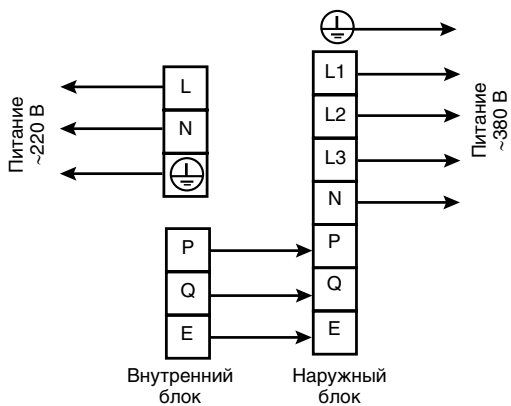 Питание
~220 В
L
N
P
Q
E
Внутренний
блок
L1
L2
L3
N
P
Q
E
Наружный
блок
Питание
~380 В